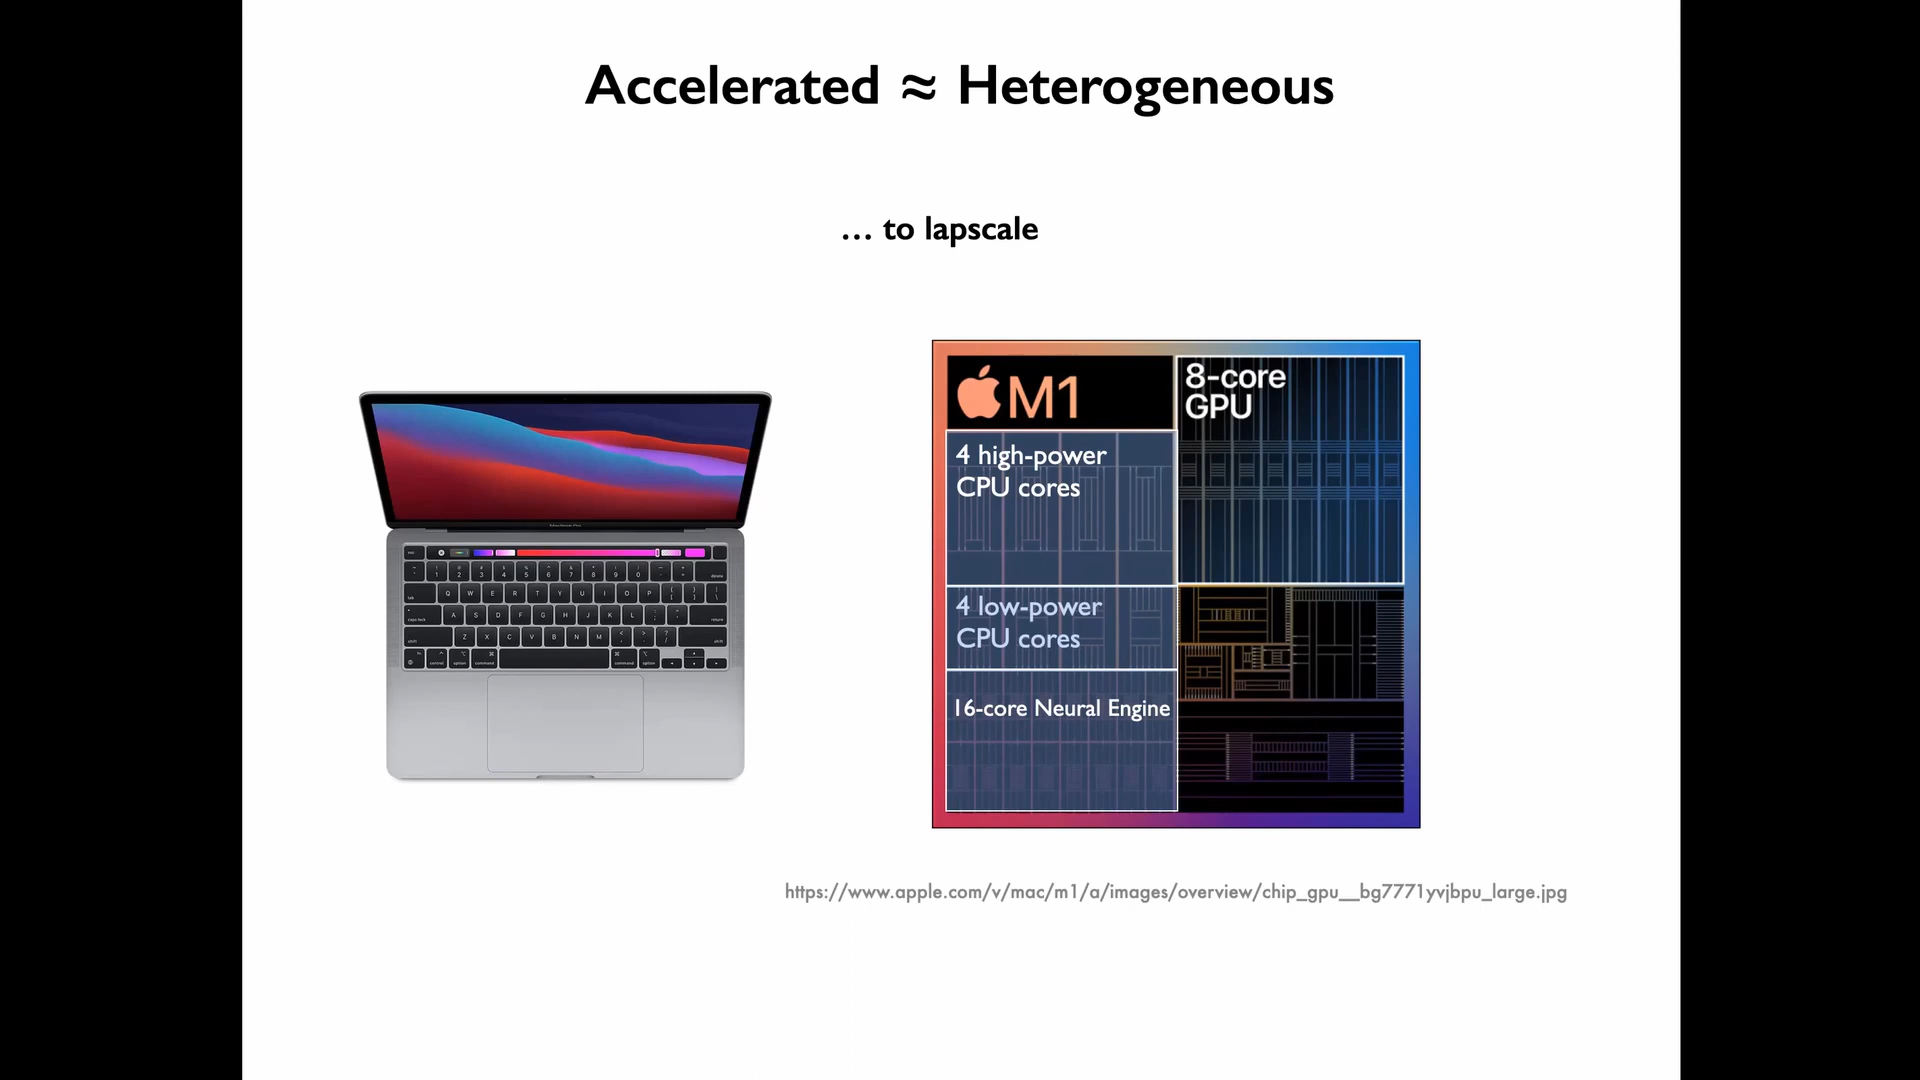 Accelerated ≈ Heterogeneous
… to lapscale
M1
8-core
GPU
4 high-power
CPU cores
4 low-power
CPU cores
16-core Neural Engine
https://www.apple.com/v/mac/m1/a/images/overview/chip_gpu__bg7771yvjbpu_large.jpg